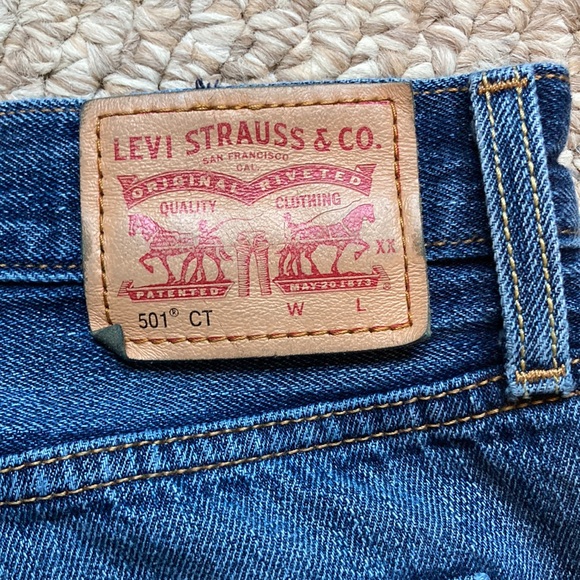 LEVI STRAUSS & CO.
SAN FRANCISCO
CAL.
ORIGINAL RIVETED
QUALITY CLOTHING
XX
PATENTED MAY 20 1873
501® CT W L